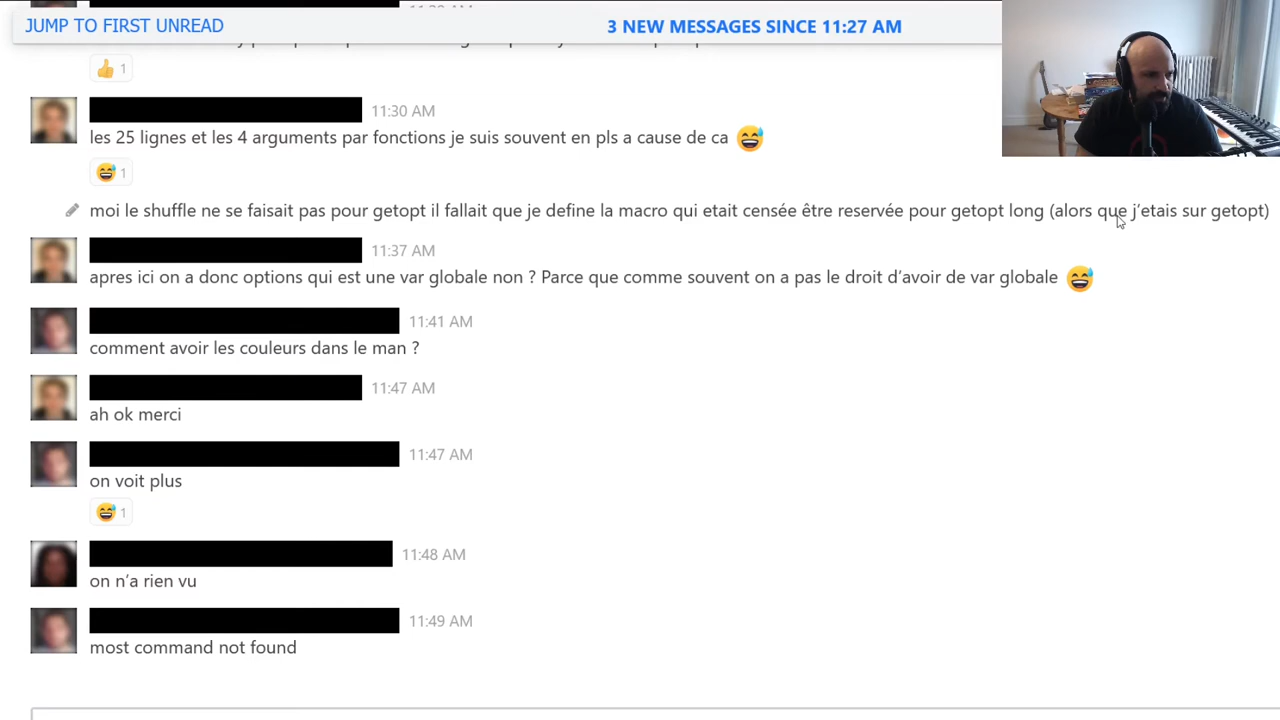 JUMP TO FIRST UNREAD
3 NEW MESSAGES SINCE 11:27 AM
1
11:30 AM
les 25 lignes et les 4 arguments par fonctions je suis souvent en pls a cause de ca 😅
😅 1
moi le shuffle ne se faisait pas pour getopt il fallait que je define la macro qui etait censée être reservée pour getopt long (alors que j’etais sur getopt)
11:37 AM
apres ici on a donc options qui est une var globale non ? Parce que comme souvent on a pas le droit d’avoir de var globale 😅
11:41 AM
comment avoir les couleurs dans le man ?
11:47 AM
ah ok merci
11:47 AM
on voit plus
😅 1
11:48 AM
on n’a rien vu
11:49 AM
most command not found